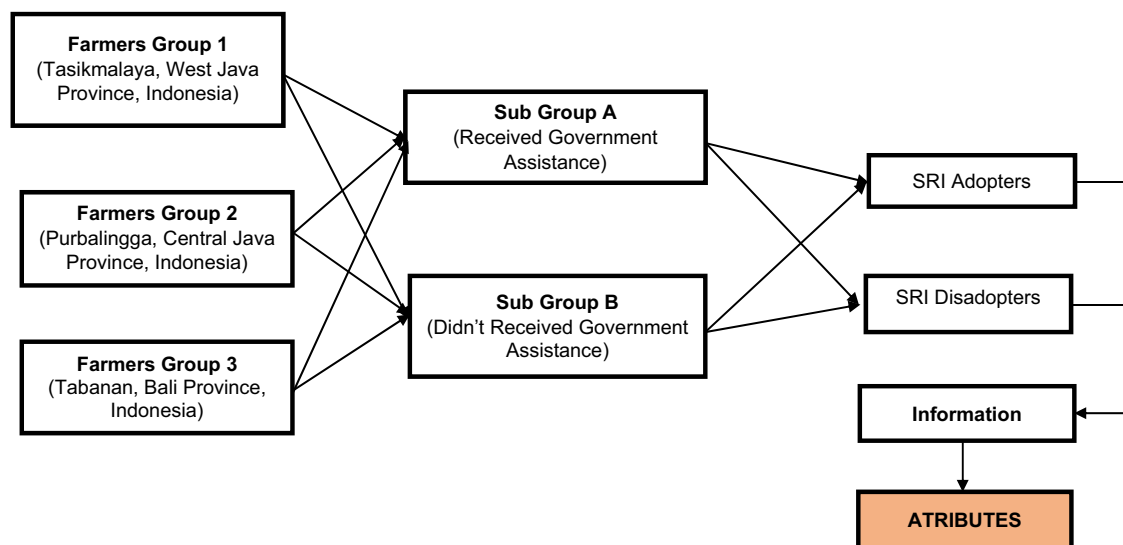 Farmers Group 1
(Tasikmalaya, West Java
Province, Indonesia)
Farmers Group 2
(Purbalingga, Central Java
Province, Indonesia)
Farmers Group 3
(Tabanan, Bali Province,
Indonesia)
Sub Group A
(Received Government
Assistance)
Sub Group B
(Didn’t Received Government
Assistance)
SRI Adopters
SRI Disadopters
Information
ATRIBUTES